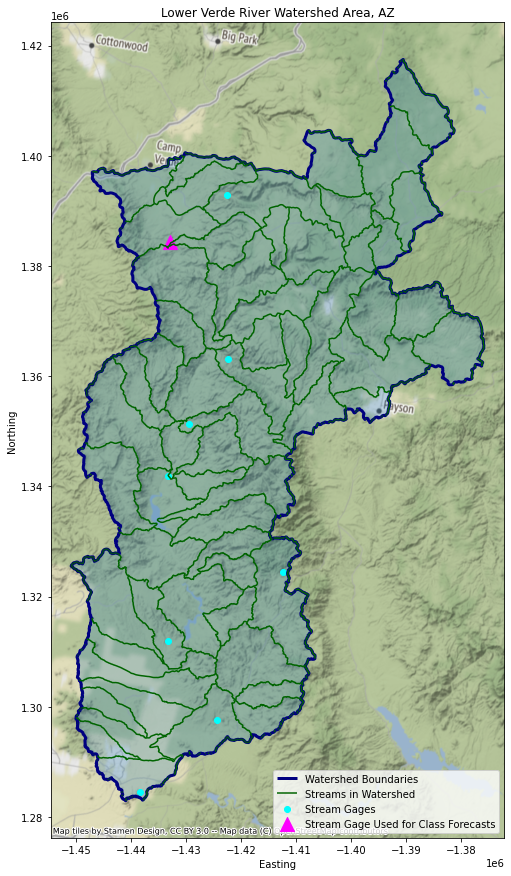 Lower Verde River Watershed Area, AZ
1e6
Cottonwood
Big Park
Camp
Payson
1.42
1.40
1.38
1.36
1.34
1.32
1.30
1.28
Northing
Watershed Boundaries
Streams in Watershed
Stream Gages
Stream Gage Used for Class Forecasts
Map tiles by Stamen Design, CC BY 3.0 -- Map data (C)
−1.45
−1.44
−1.43
−1.42
−1.41
−1.40
−1.39
−1.38
Easting
1e6